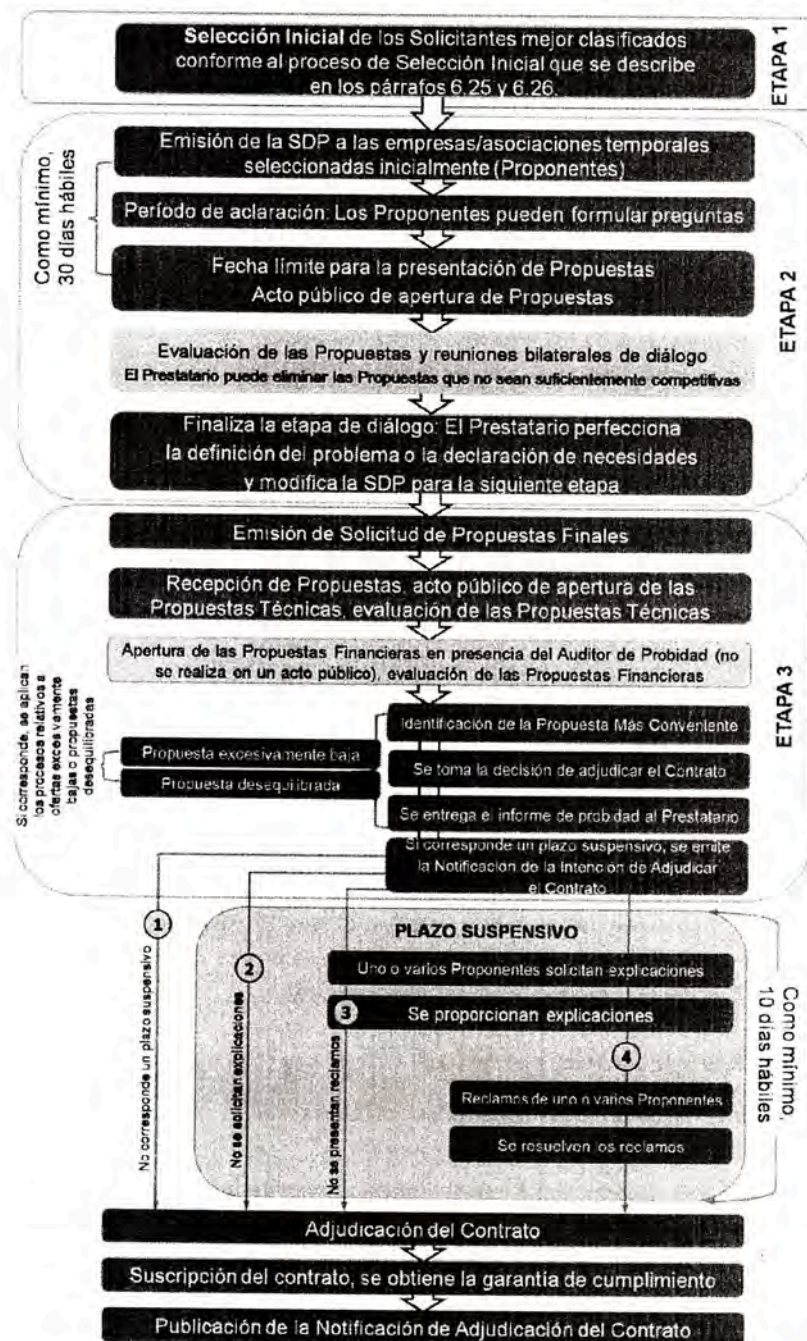 Selección Inicial de los Solicitantes mejor clasificados
conforme al proceso de Selección Inicial que se describe
en los párrafos 6.25 y 6.26.
ETAPA 1
Emisión de la SDP a las empresas/asociaciones temporales
seleccionadas inicialmente (Proponentes)
Como mínimo,
30 días hábiles
Período de aclaración: Los Proponentes pueden formular preguntas
Fecha límite para la presentación de Propuestas
Acto público de apertura de Propuestas
ETAPA 2
Evaluación de las Propuestas y reuniones bilaterales de diálogo
El Prestatario puede eliminar las Propuestas que no sean suficientemente competitivas
Finaliza la etapa de diálogo: El Prestatario perfecciona
la definición del problema o la declaración de necesidades
y modifica la SDP para la siguiente etapa
Emisión de Solicitud de Propuestas Finales
Recepción de Propuestas, acto público de apertura de las
Propuestas Técnicas, evaluación de las Propuestas Técnicas
Apertura de las Propuestas Financieras en presencia del Auditor de Probidad (no
se realiza en un acto público), evaluación de las Propuestas Financieras
ETAPA 3
Si corresponde, se aplican
los procesos relativos a
ofertas excesivamente
bajas o propuestas
desequilibradas
Propuesta excesivamente baja
Propuesta desequilibrada
Identificación de la Propuesta Más Conveniente
Se toma la decisión de adjudicar el Contrato
Se entrega el informe de probidad al Prestatario
Si corresponde un plazo suspensivo, se emite
la Notificación de la Intención de Adjudicar
el Contrato
1
No corresponde un plazo suspensivo
2
No se solicitan explicaciones
3
No se presentan reclamos
PLAZO SUSPENSIVO
Uno o varios Proponentes solicitan explicaciones
Se proporcionan explicaciones
4
Reclamos de uno o varios Proponentes
Se resuelven los reclamos
Como mínimo,
10 días hábiles
Adjudicación del Contrato
Suscripción del contrato, se obtiene la garantía de cumplimiento
Publicación de la Notificación de Adjudicación del Contrato